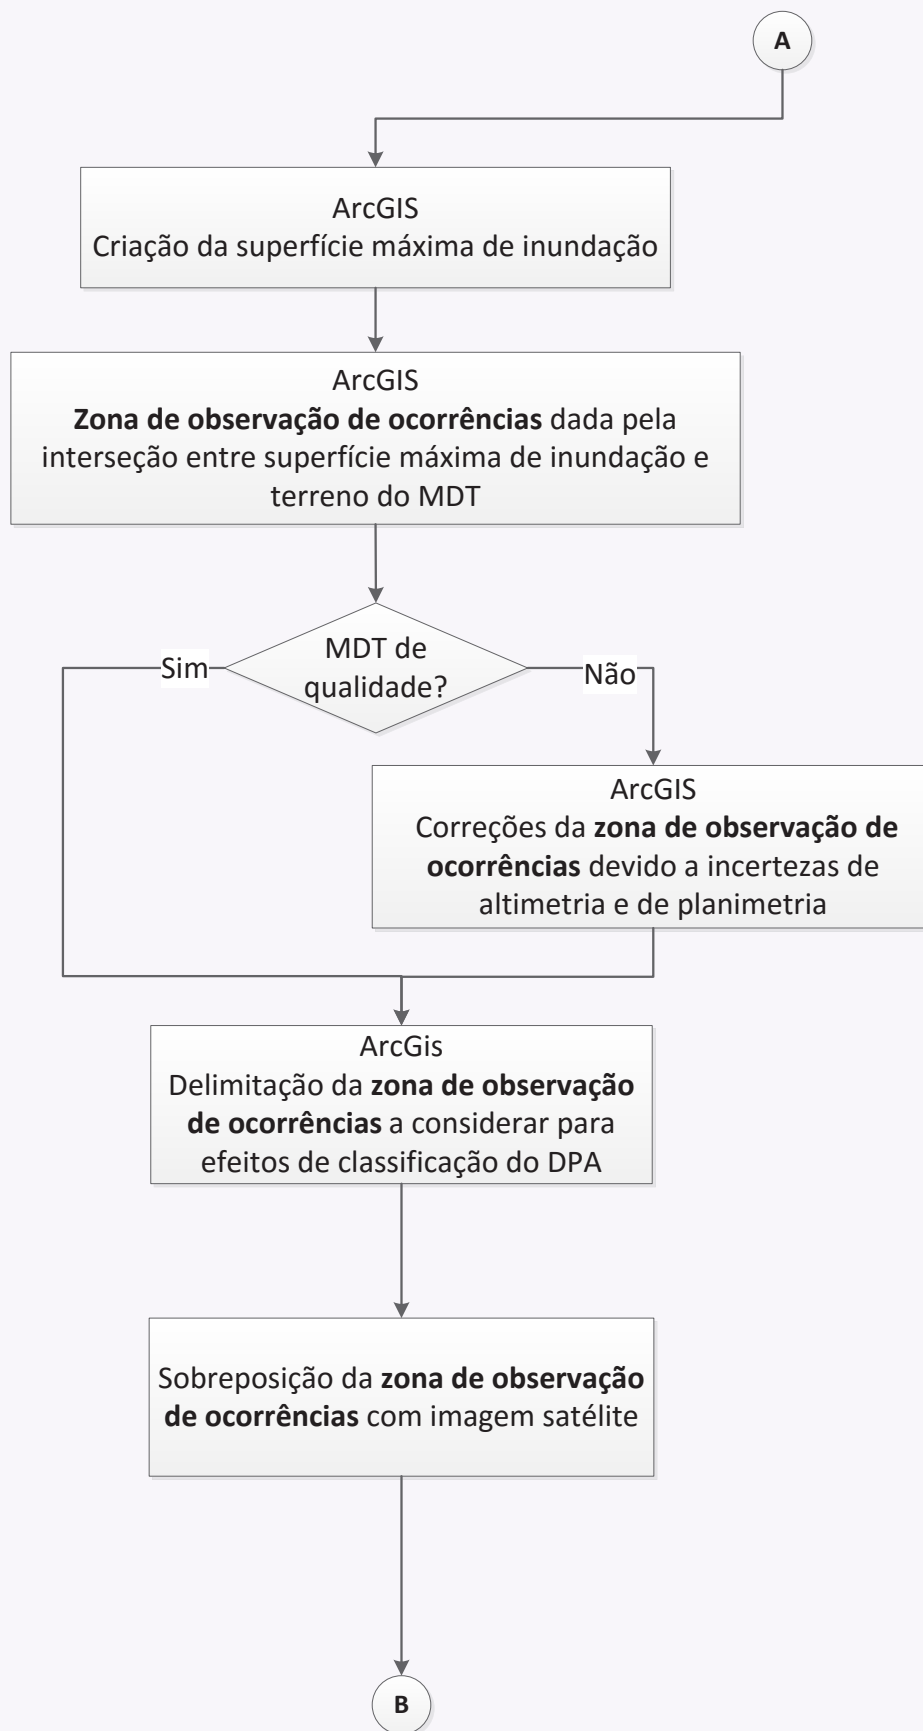 A
ArcGIS
Criação da superfície máxima de inundação
ArcGIS
Zona de observação de ocorrências dada pela
interseção entre superfície máxima de inundação e
terreno do MDT
MDT de
qualidade?
Sim
Não
ArcGIS
Correções da zona de observação de
ocorrências devido a incertezas de
altimetria e de planimetria
ArcGis
Delimitação da zona de observação
de ocorrências a considerar para
efeitos de classificação do DPA
Sobreposição da zona de observação
de ocorrências com imagem satélite
B